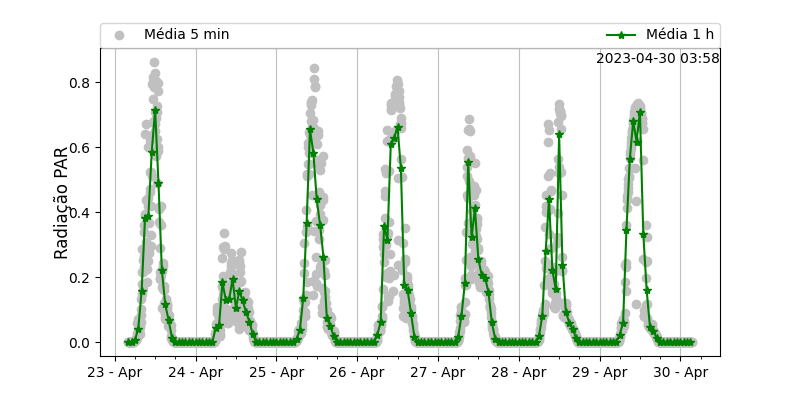 Média 5 min
Média 1 h
2023-04-30 03:58
Radiação PAR
0.8
0.6
0.4
0.2
0.0
23 - Apr
24 - Apr
25 - Apr
26 - Apr
27 - Apr
28 - Apr
29 - Apr
30 - Apr